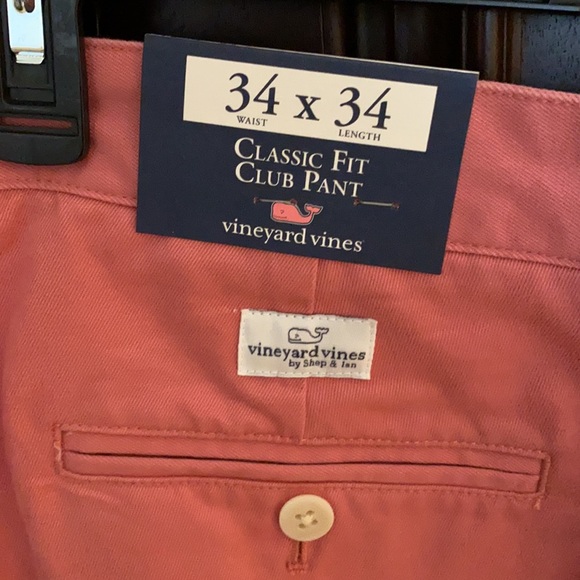 34 x 34
WAIST LENGTH
CLASSIC FIT
CLUB PANT
vineyard vines
vineyard vines
by Shep & Ian